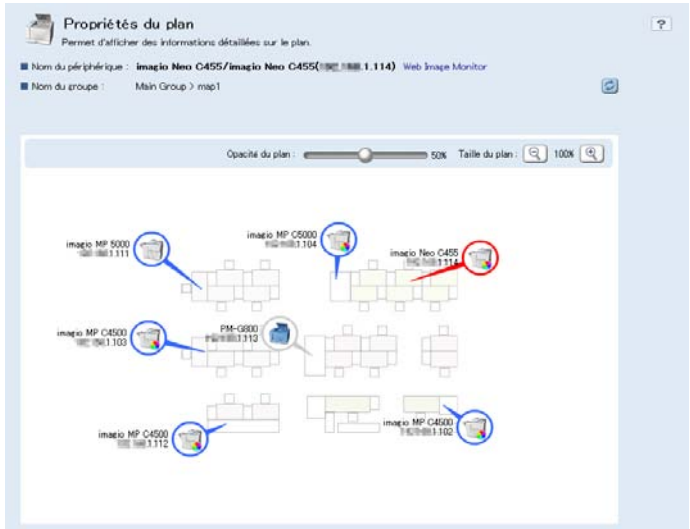 Propriétés du plan
?
Permet d'afficher des informations détaillées sur le plan.
Nom du périphérique : imagio Neo C455/imagio Neo C455( .1.114) Web Image Monitor
Nom du groupe : Main Group > map1
Opacité du plan : 50% Taille du plan : 100%
imagio MP C5000
.1.104
imagio MP 5000
.1.111
imagio Neo C455
.1.114
PM-G800
.1.113
imagio MP C4500
.1.103
imagio MP C4500
.1.102
imagio MP C4500
.1.112